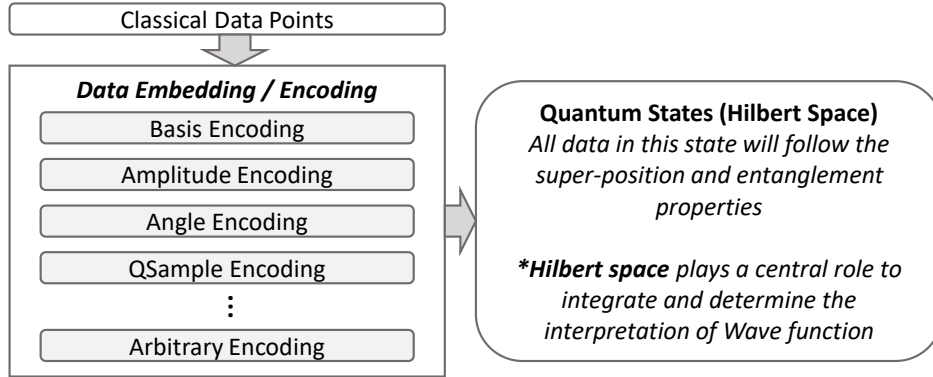 Classical Data Points
Data Embedding / Encoding
Basis Encoding
Amplitude Encoding
Angle Encoding
QSample Encoding
⋮
Arbitrary Encoding
Quantum States (Hilbert Space)
All data in this state will follow the
super-position and entanglement
properties
*Hilbert space plays a central role to
integrate and determine the
interpretation of Wave function